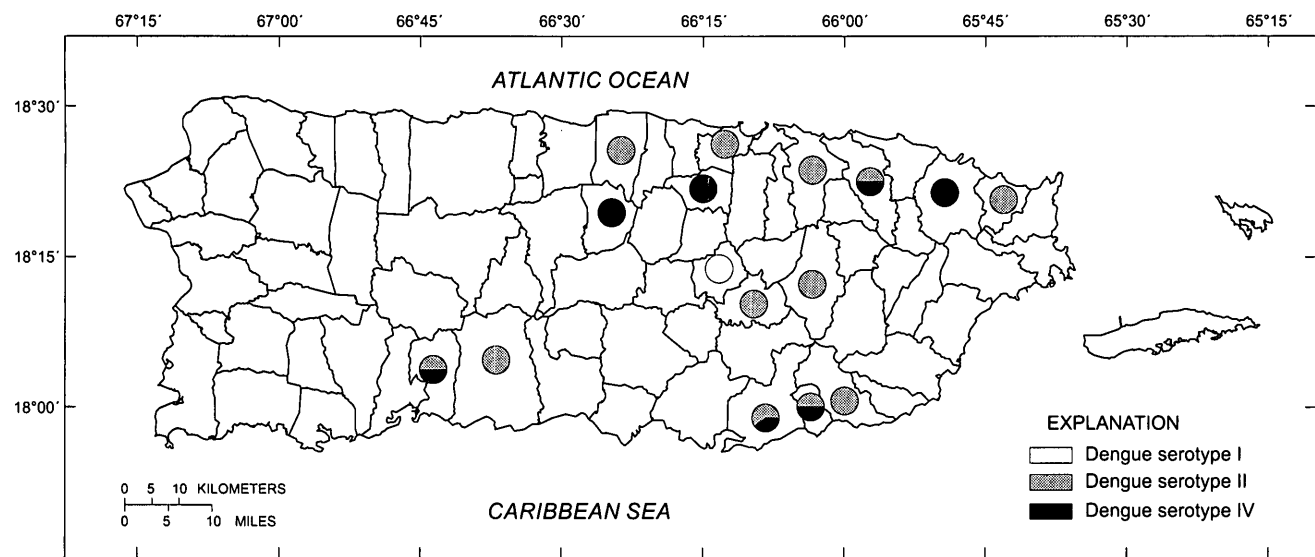 67°15′ 67°00′ 66°45′ 66°30′ 66°15′ 66°00′ 65°45′ 65°30′ 65°15′
ATLANTIC OCEAN
18°30′
18°15′
18°00′
EXPLANATION
Dengue serotype I
Dengue serotype II
Dengue serotype IV
0 5 10 KILOMETERS
0 5 10 MILES
CARIBBEAN SEA